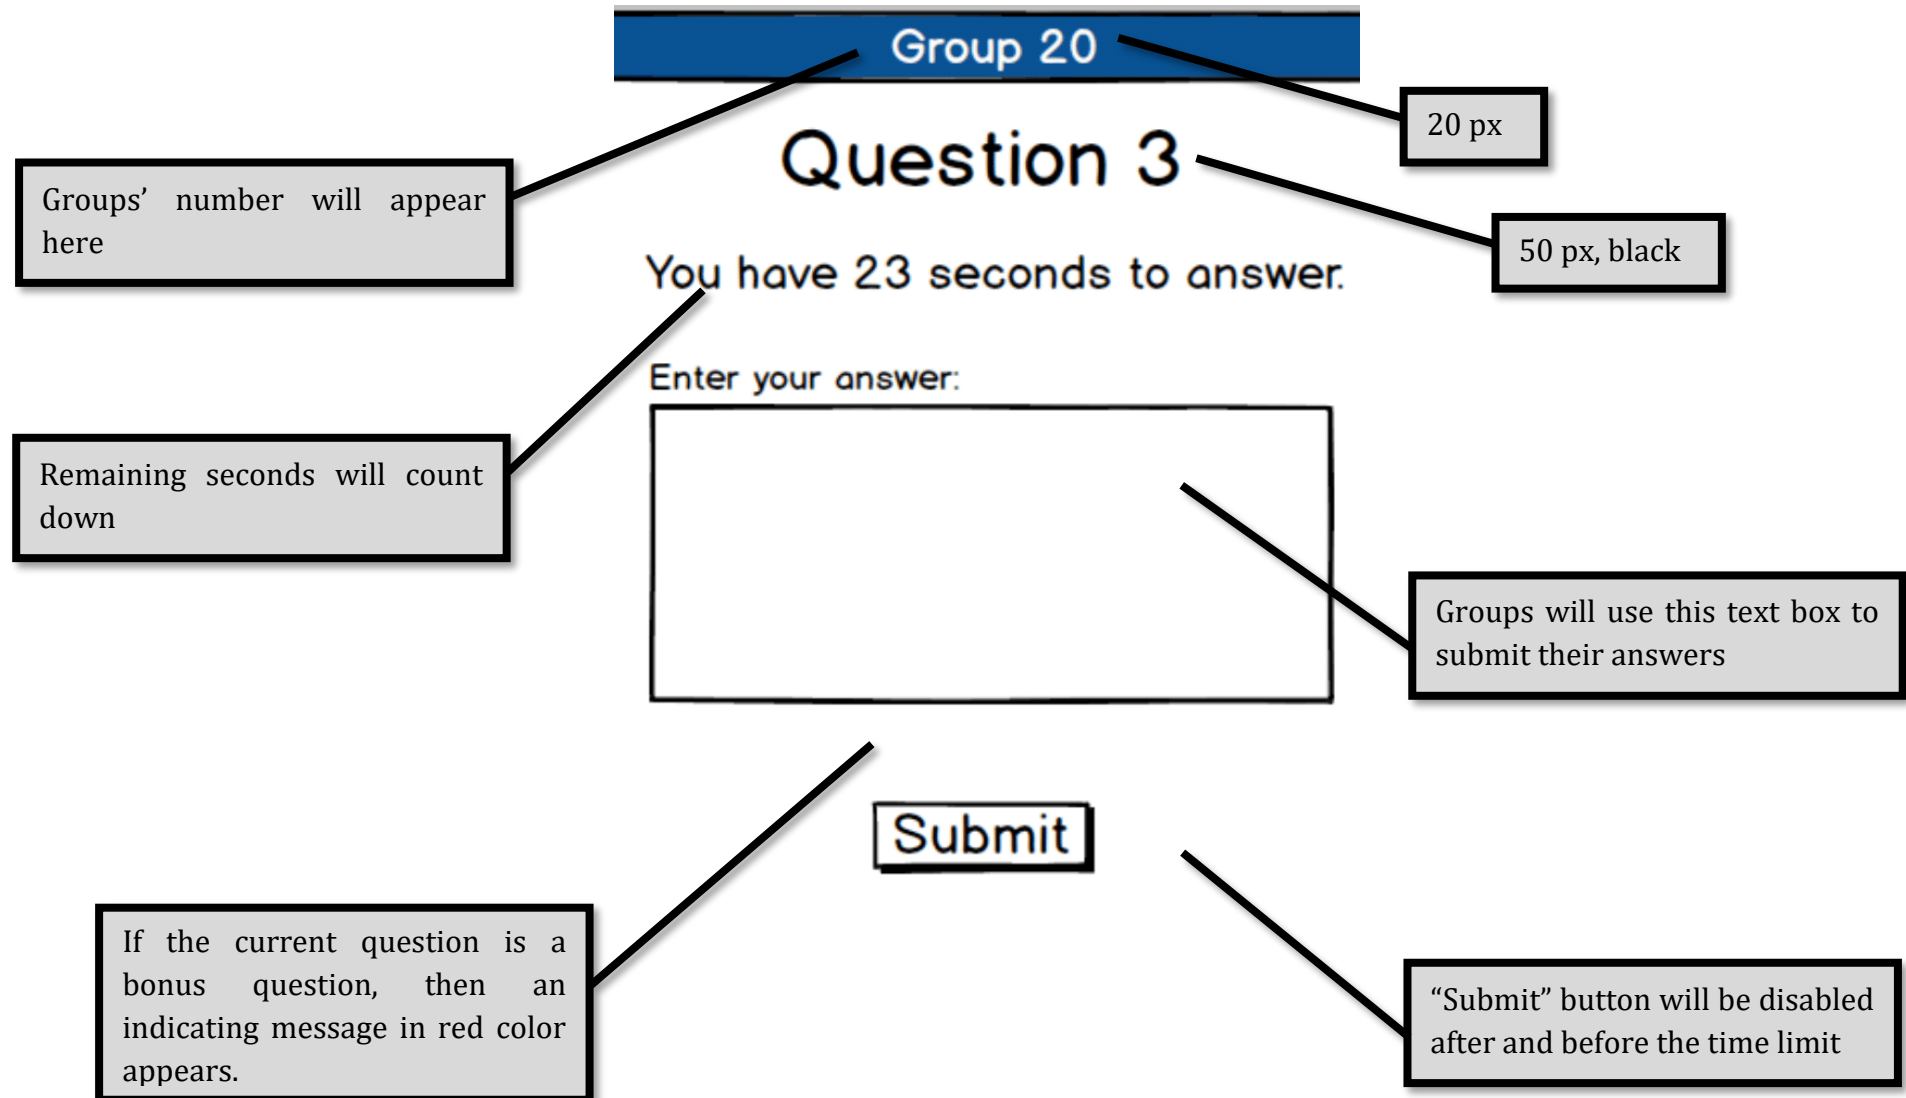 Group 20
20 px
Question 3
Groups’ number will appear
here
50 px, black
You have 23 seconds to answer.
Enter your answer:
Remaining seconds will count
down
Groups will use this text box to
submit their answers
Submit
If the current question is a
bonus question, then an
indicating message in red color
appears.
“Submit” button will be disabled
after and before the time limit